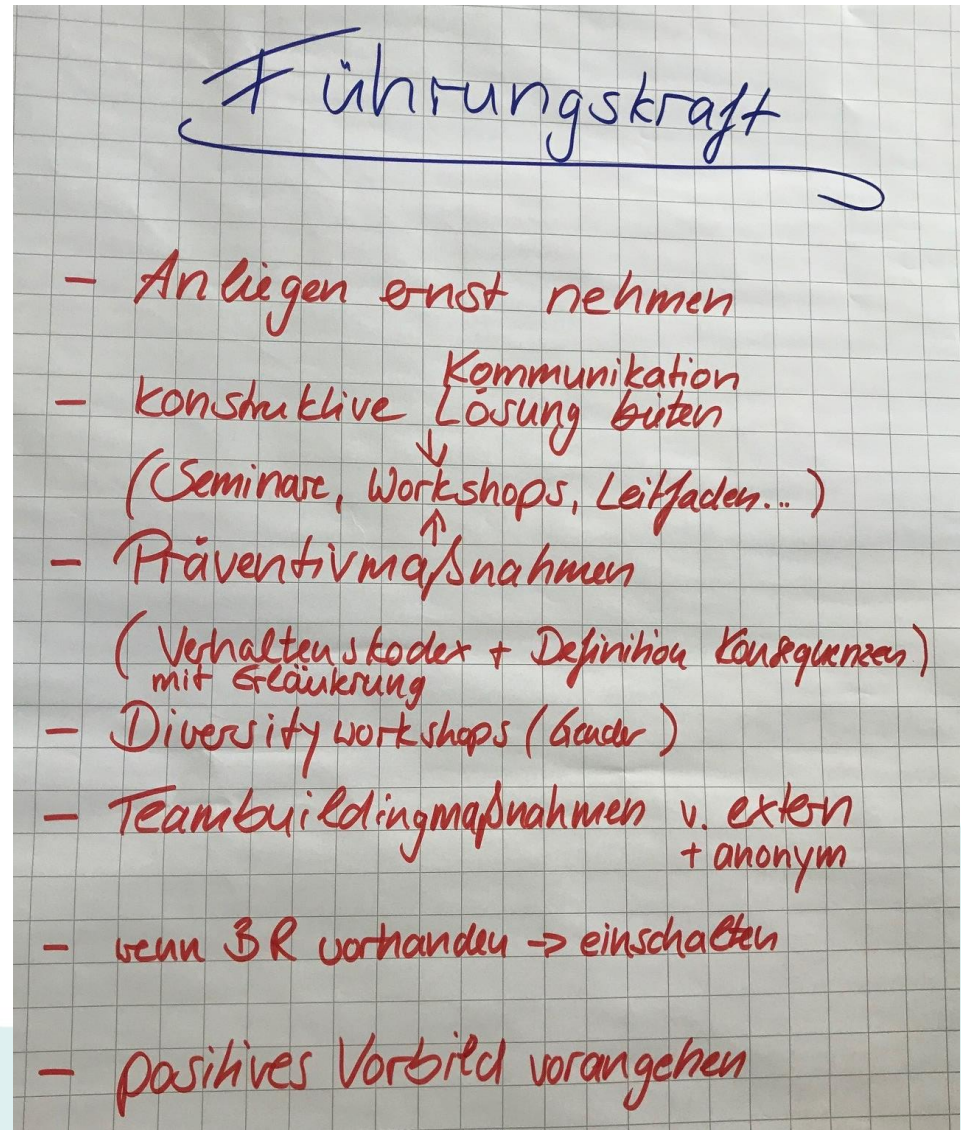 Führungskraft
- Anliegen ernst nehmen
Kommunikation
- konstruktive Lösung bieten
↓
(Seminare, Workshops, Leitfaden...)
↑
- Präventivmaßnahmen
(Verhaltenskodex + Definition Konsequenzen)
mit Erläuterung
- Diversity workshops (Gender)
- Teambuildingmaßnahmen v. extern
+ anonym
- wenn BR vorhanden -> einschalten
- positives Vorbild vorangehen